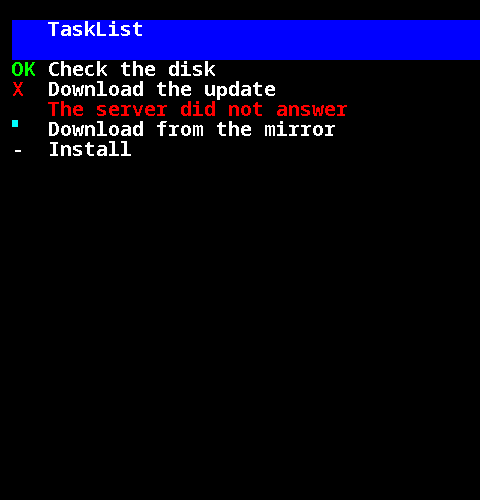 TaskList
OK Check the disk
X Download the update
The server did not answer
Download from the mirror
- Install